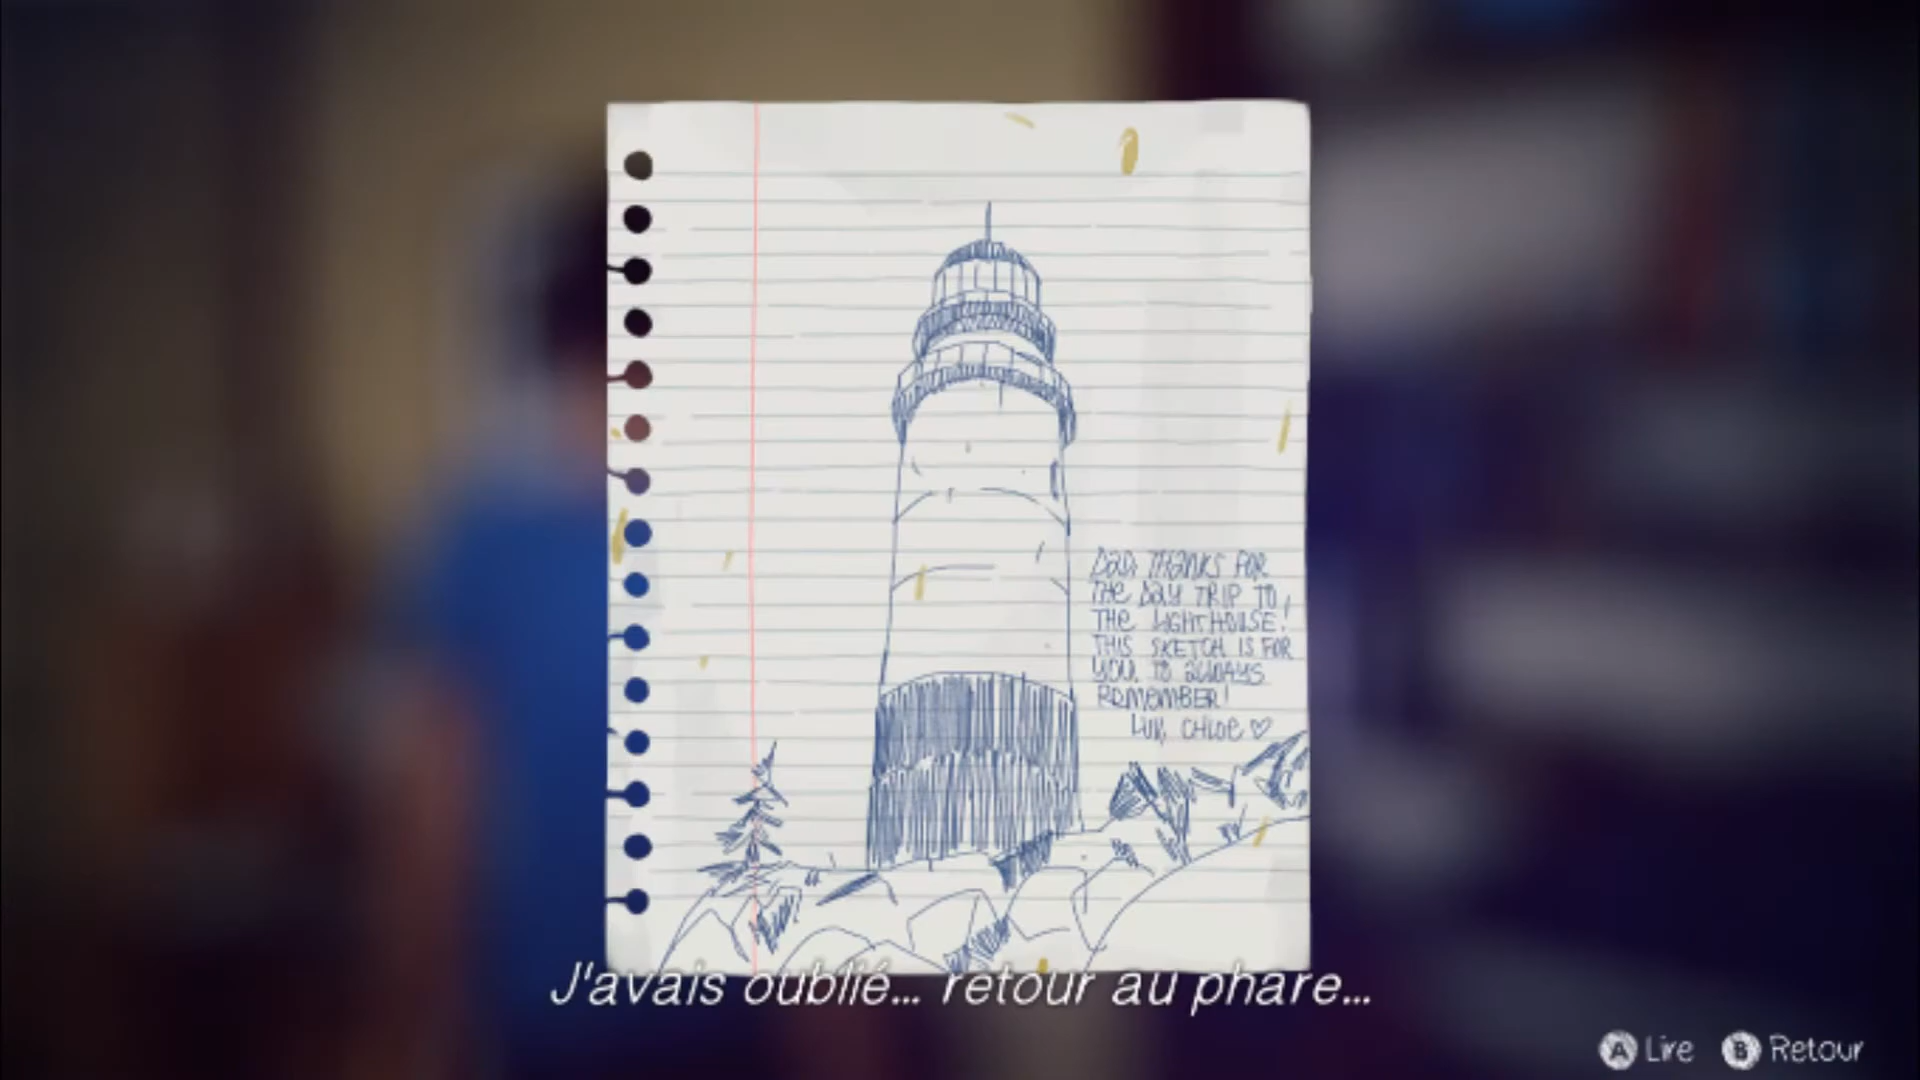 DaD, THaNKS FOR
THe DaY TRIP TO
THe LIGHTHOUSE!
THIS SKETCH IS FOR
YOU, TO aLWAYS
ReMeMBER!
LUV, CHLOe ♡
J'avais oublié... retour au phare...
A Lire B Retour